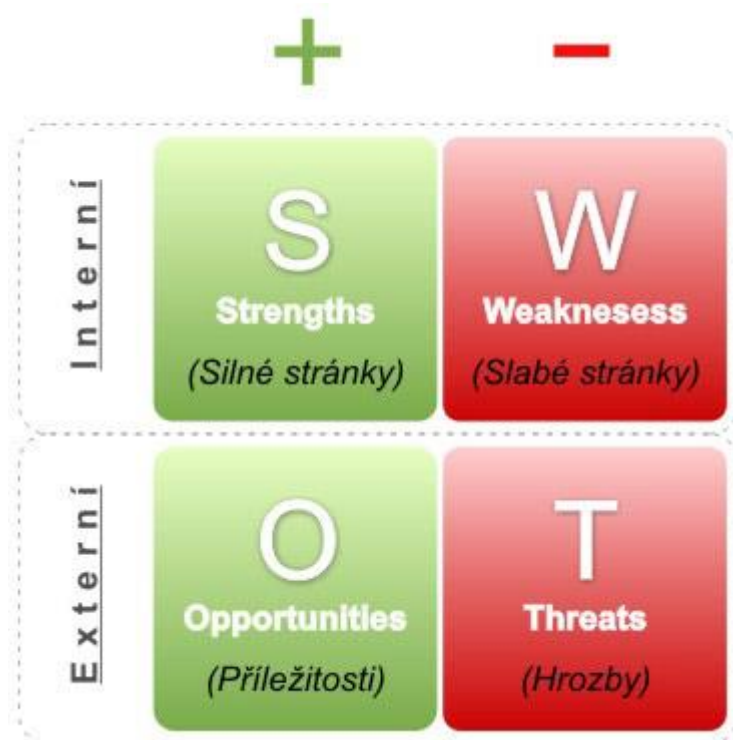 + −
Interní
S
Strengths
(Silné stránky)
W
Weaknesess
(Slabé stránky)
Externí
O
Opportunities
(Příležitosti)
T
Threats
(Hrozby)